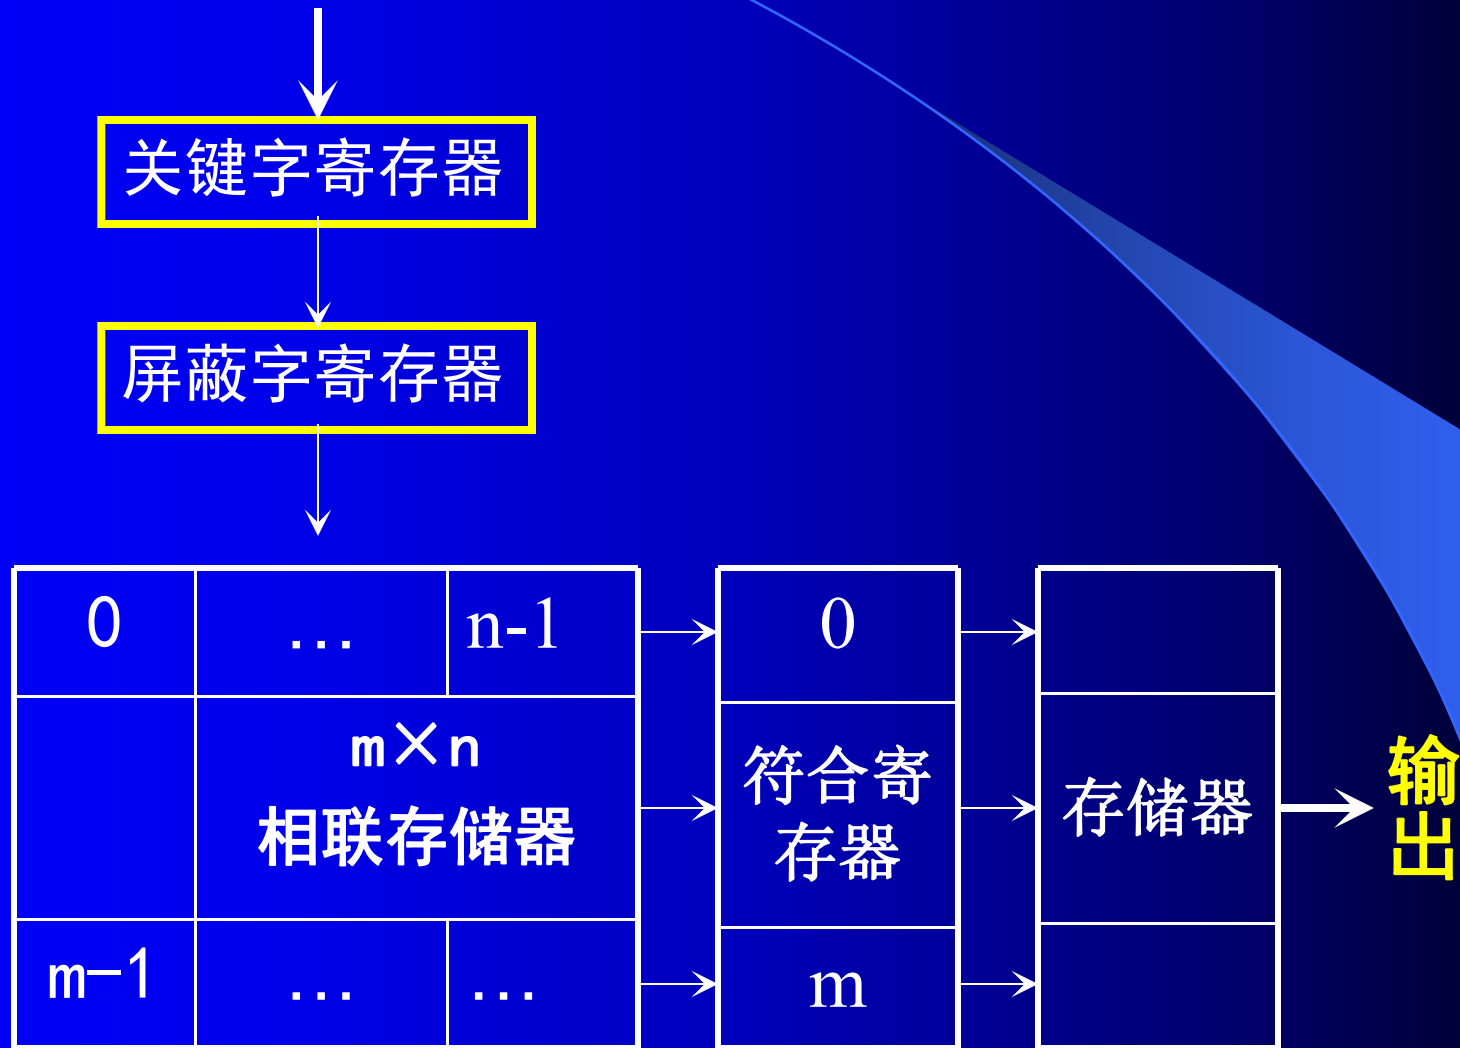 关键字寄存器
屏蔽字寄存器
0 … n-1 0
m×n
相联存储器
符合寄
存器
存储器
输
出
m-1 … … m